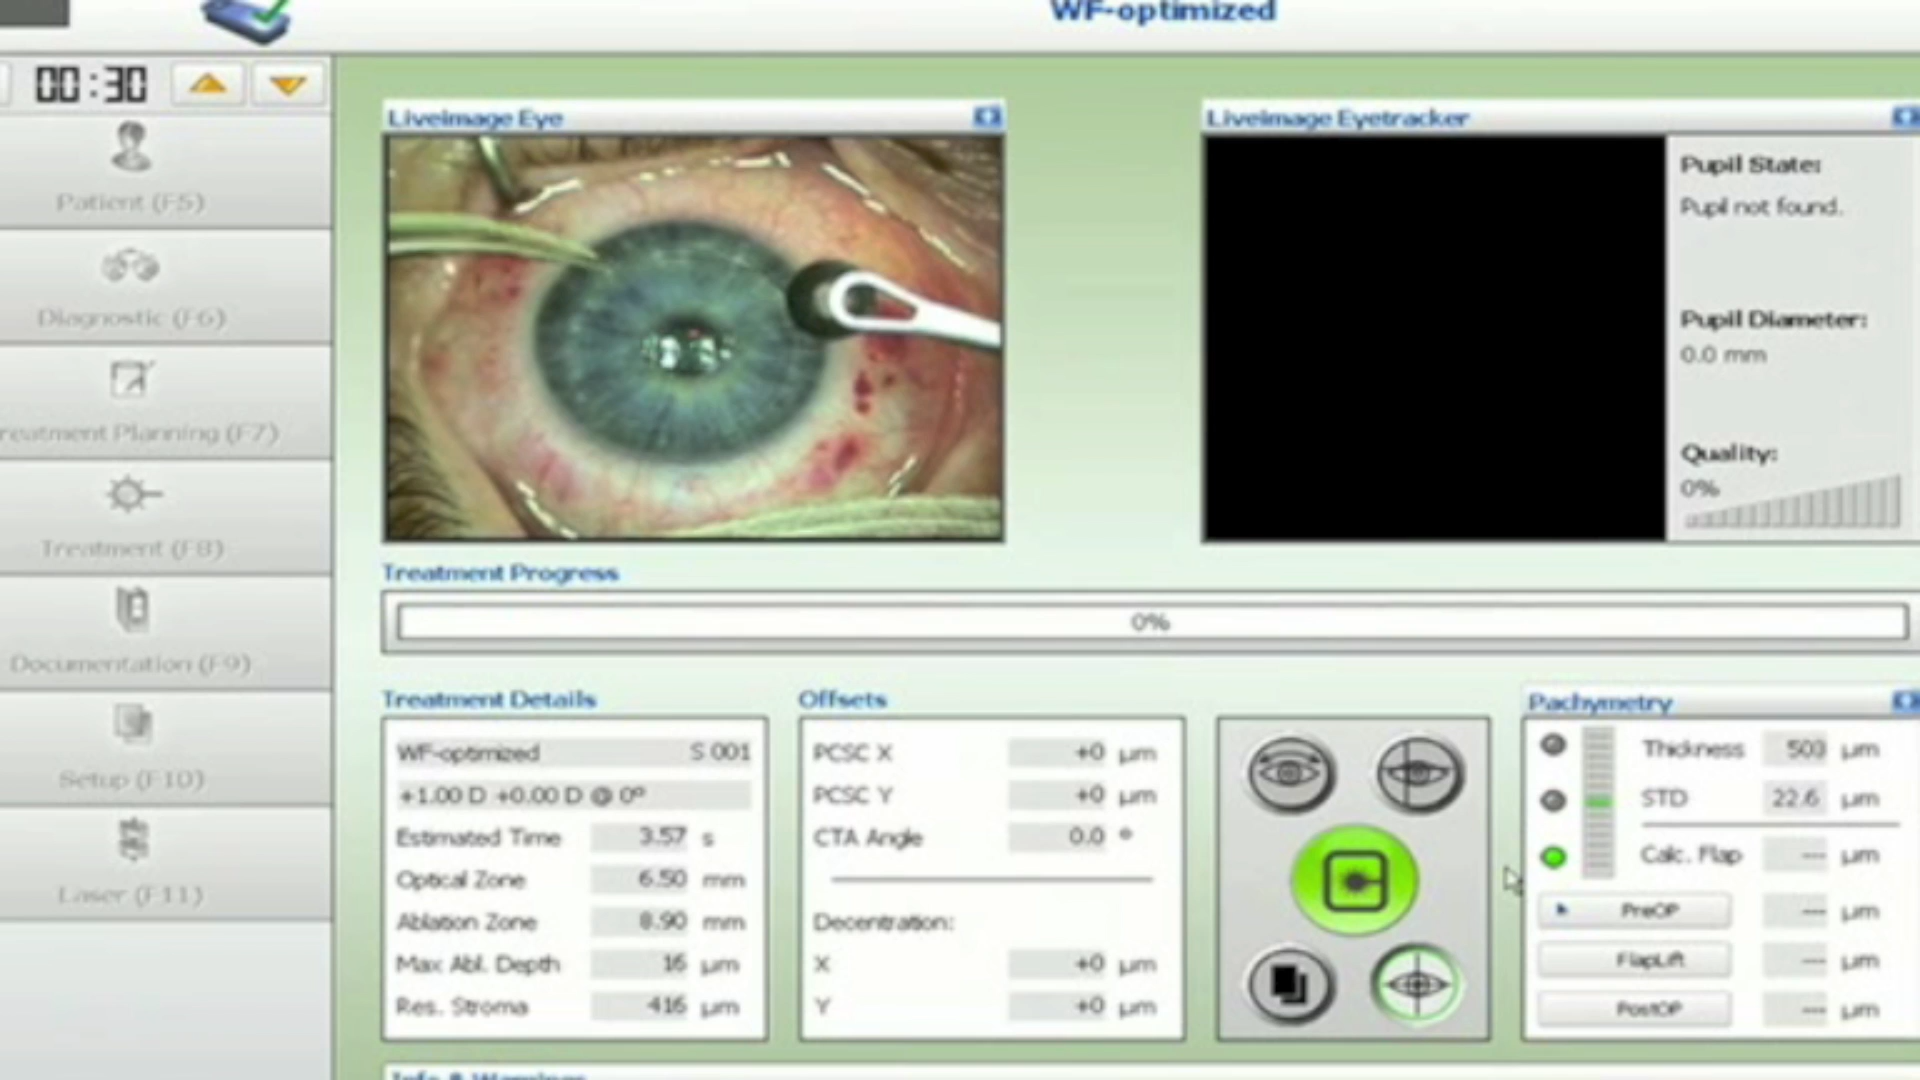 WF-optimized
00:30
Patient (F5)
Diagnostic (F6)
reatment Planning (F7)
Treatment (F8)
Documentation (F9)
Setup (F10)
Laser (F11)
Liveimage Eye
Liveimage Eyetracker
Pupil State:
Pupil not found.
Pupil Diameter:
0.0 mm
Quality:
0%
Treatment Progress
0%
Treatment Details
WF-optimized S 001
+1.00 D +0.00 D @ 0°
Estimated Time 3.57 s
Optical Zone 6.50 mm
Ablation Zone 8.90 mm
Max Abl. Depth 16 µm
Res. Stroma 416 µm
Offsets
PCSC X +0 µm
PCSC Y +0 µm
CTA Angle 0.0 °
Decentration:
X +0 µm
Y +0 µm
Pachymetry
Thickness 503 µm
STD 22.6 µm
Calc. Flap --- µm
PreOP --- µm
FlapLift --- µm
PostOP --- µm
Info & Warnings